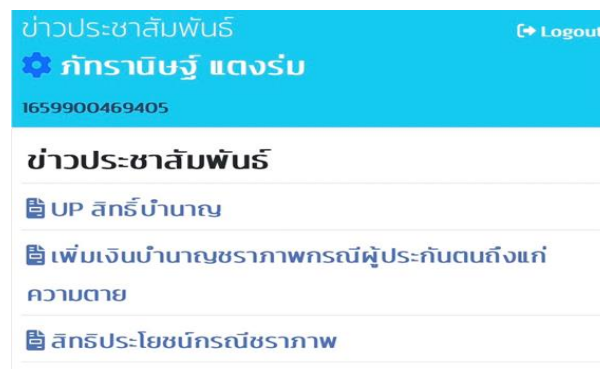 ข่าวประชาสัมพันธ์
Logout
ภัทรานิษฐ์ แตงร่ม
1659900469405
ข่าวประชาสัมพันธ์
UP สิทธิ์บำนาญ
เพิ่มเงินบำนาญชราภาพกรณีผู้ประกันตนถึงแก่
ความตาย
สิทธิประโยชน์กรณีชราภาพ